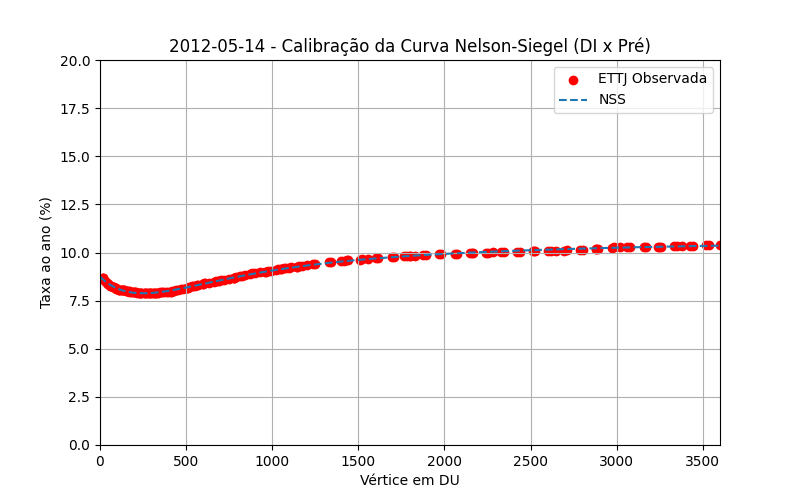 2012-05-14 - Calibração da Curva Nelson-Siegel (DI x Pré)
ETTJ Observada
NSS
Taxa ao ano (%)
20.0
17.5
15.0
12.5
10.0
7.5
5.0
2.5
0.0
0 500 1000 1500 2000 2500 3000 3500
Vértice em DU